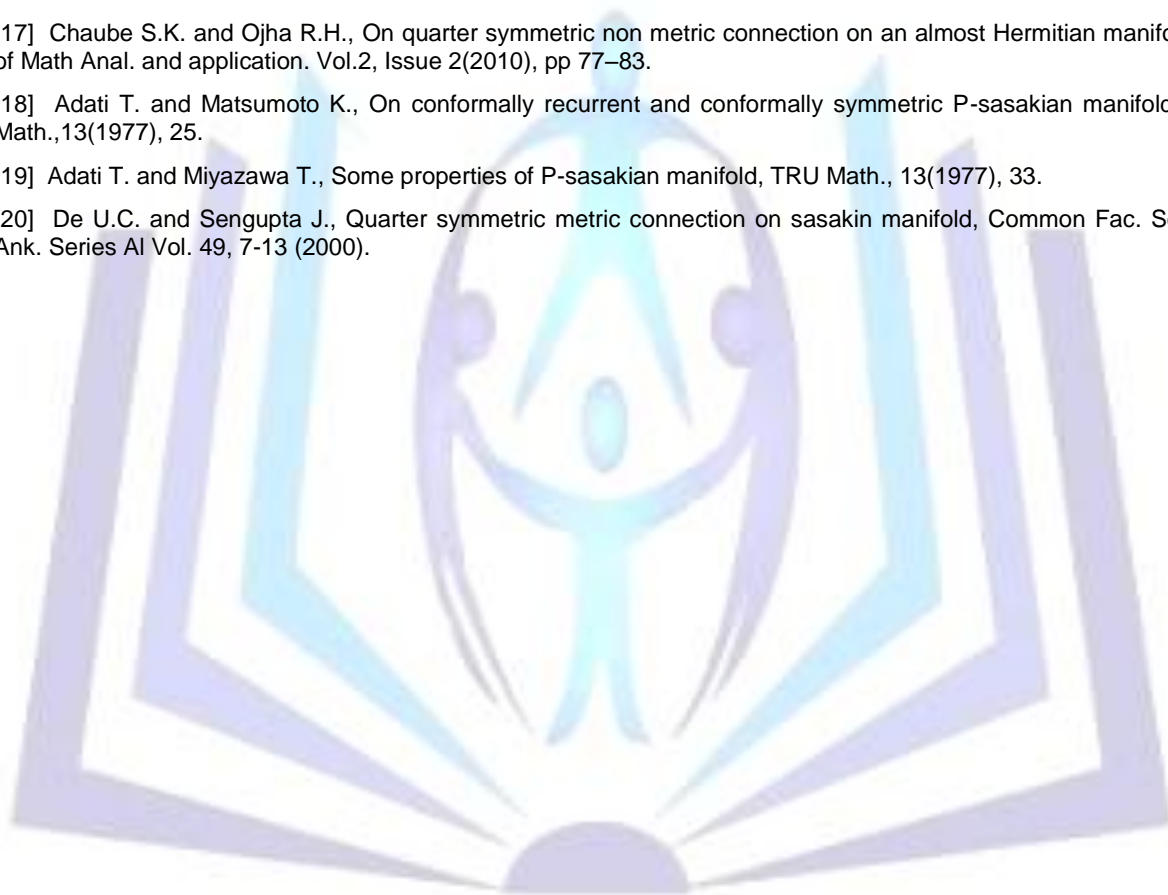 17] Chaube S.K. and Ojha R.H., On quarter symmetric non metric connection on an almost Hermitian
of Math Anal. and application. Vol.2, Issue 2(2010), pp 77–83.
18] Adati T. and Matsumoto K., On conformally recurrent and conformally symmetric P-sasakian manifold
Math.,13(1977), 25.
19] Adati T. and Miyazawa T., Some properties of P-sasakian manifold, TRU Math., 13(1977), 33.
20] De U.C. and Sengupta J., Quarter symmetric metric connection on sasakin manifold, Common Fac.
Ank. Series AI Vol. 49, 7-13 (2000).